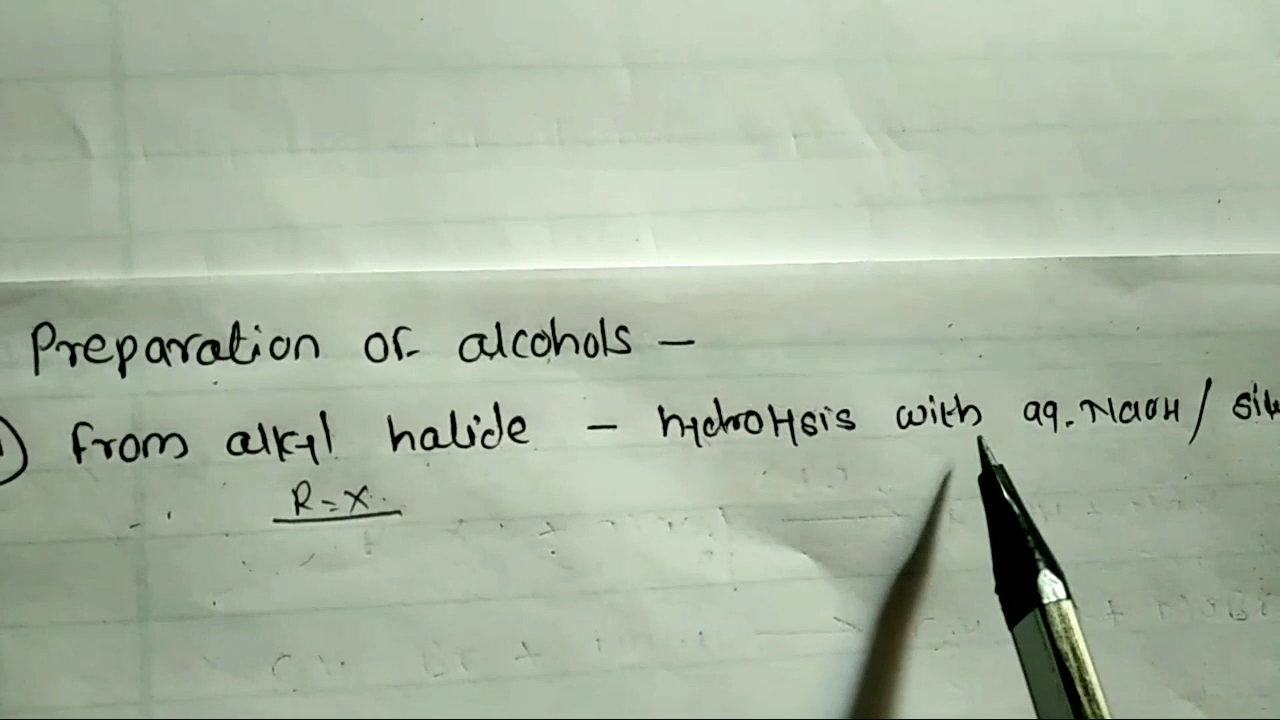 Preparation of alcohols –
) from alkyl halide – hydrolysis with aq. NaOH /
R-X